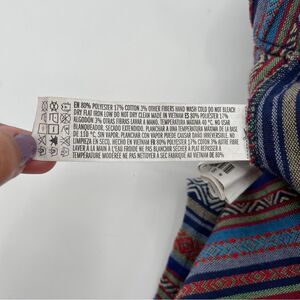 EN 80% POLYESTER 17% COTTON 3% OTHER FIBERS HAND WASH COLD DO NOT BLEACH
DRY FLAT IRON LOW DO NOT DRY CLEAN MADE IN VIETNAM ES 80% POLIÉSTER 17%
ALGODÓN 3% OTRAS FIBRAS LAVAR A MANO, TEMPERATURA MÁXIMA 40 °C. NO USAR
BLANQUEADOR. SECADO EXTENDIDO. PLANCHAR A UNA TEMPERATURA MÁXIMA DE LA BASE
DE 110 °C. SIN VAPOR. PLANCHAR CON VAPOR PUEDE CAUSAR DAÑOS IRREVERSIBLES. NO
LIMPIEZA EN SECO. HECHO EN VIETNAM 80% POLYESTER 17% COTON 3% AUTRE FIBRE
LAVER À LA MAIN À L'EAU FROIDE NE PAS BLANCHIR SÉCHER À PLAT REPASSER À
TEMPÉRATURE MODÉRÉE NE PAS NETTOYER À SEC FABRIQUÉ AU VIETNAM